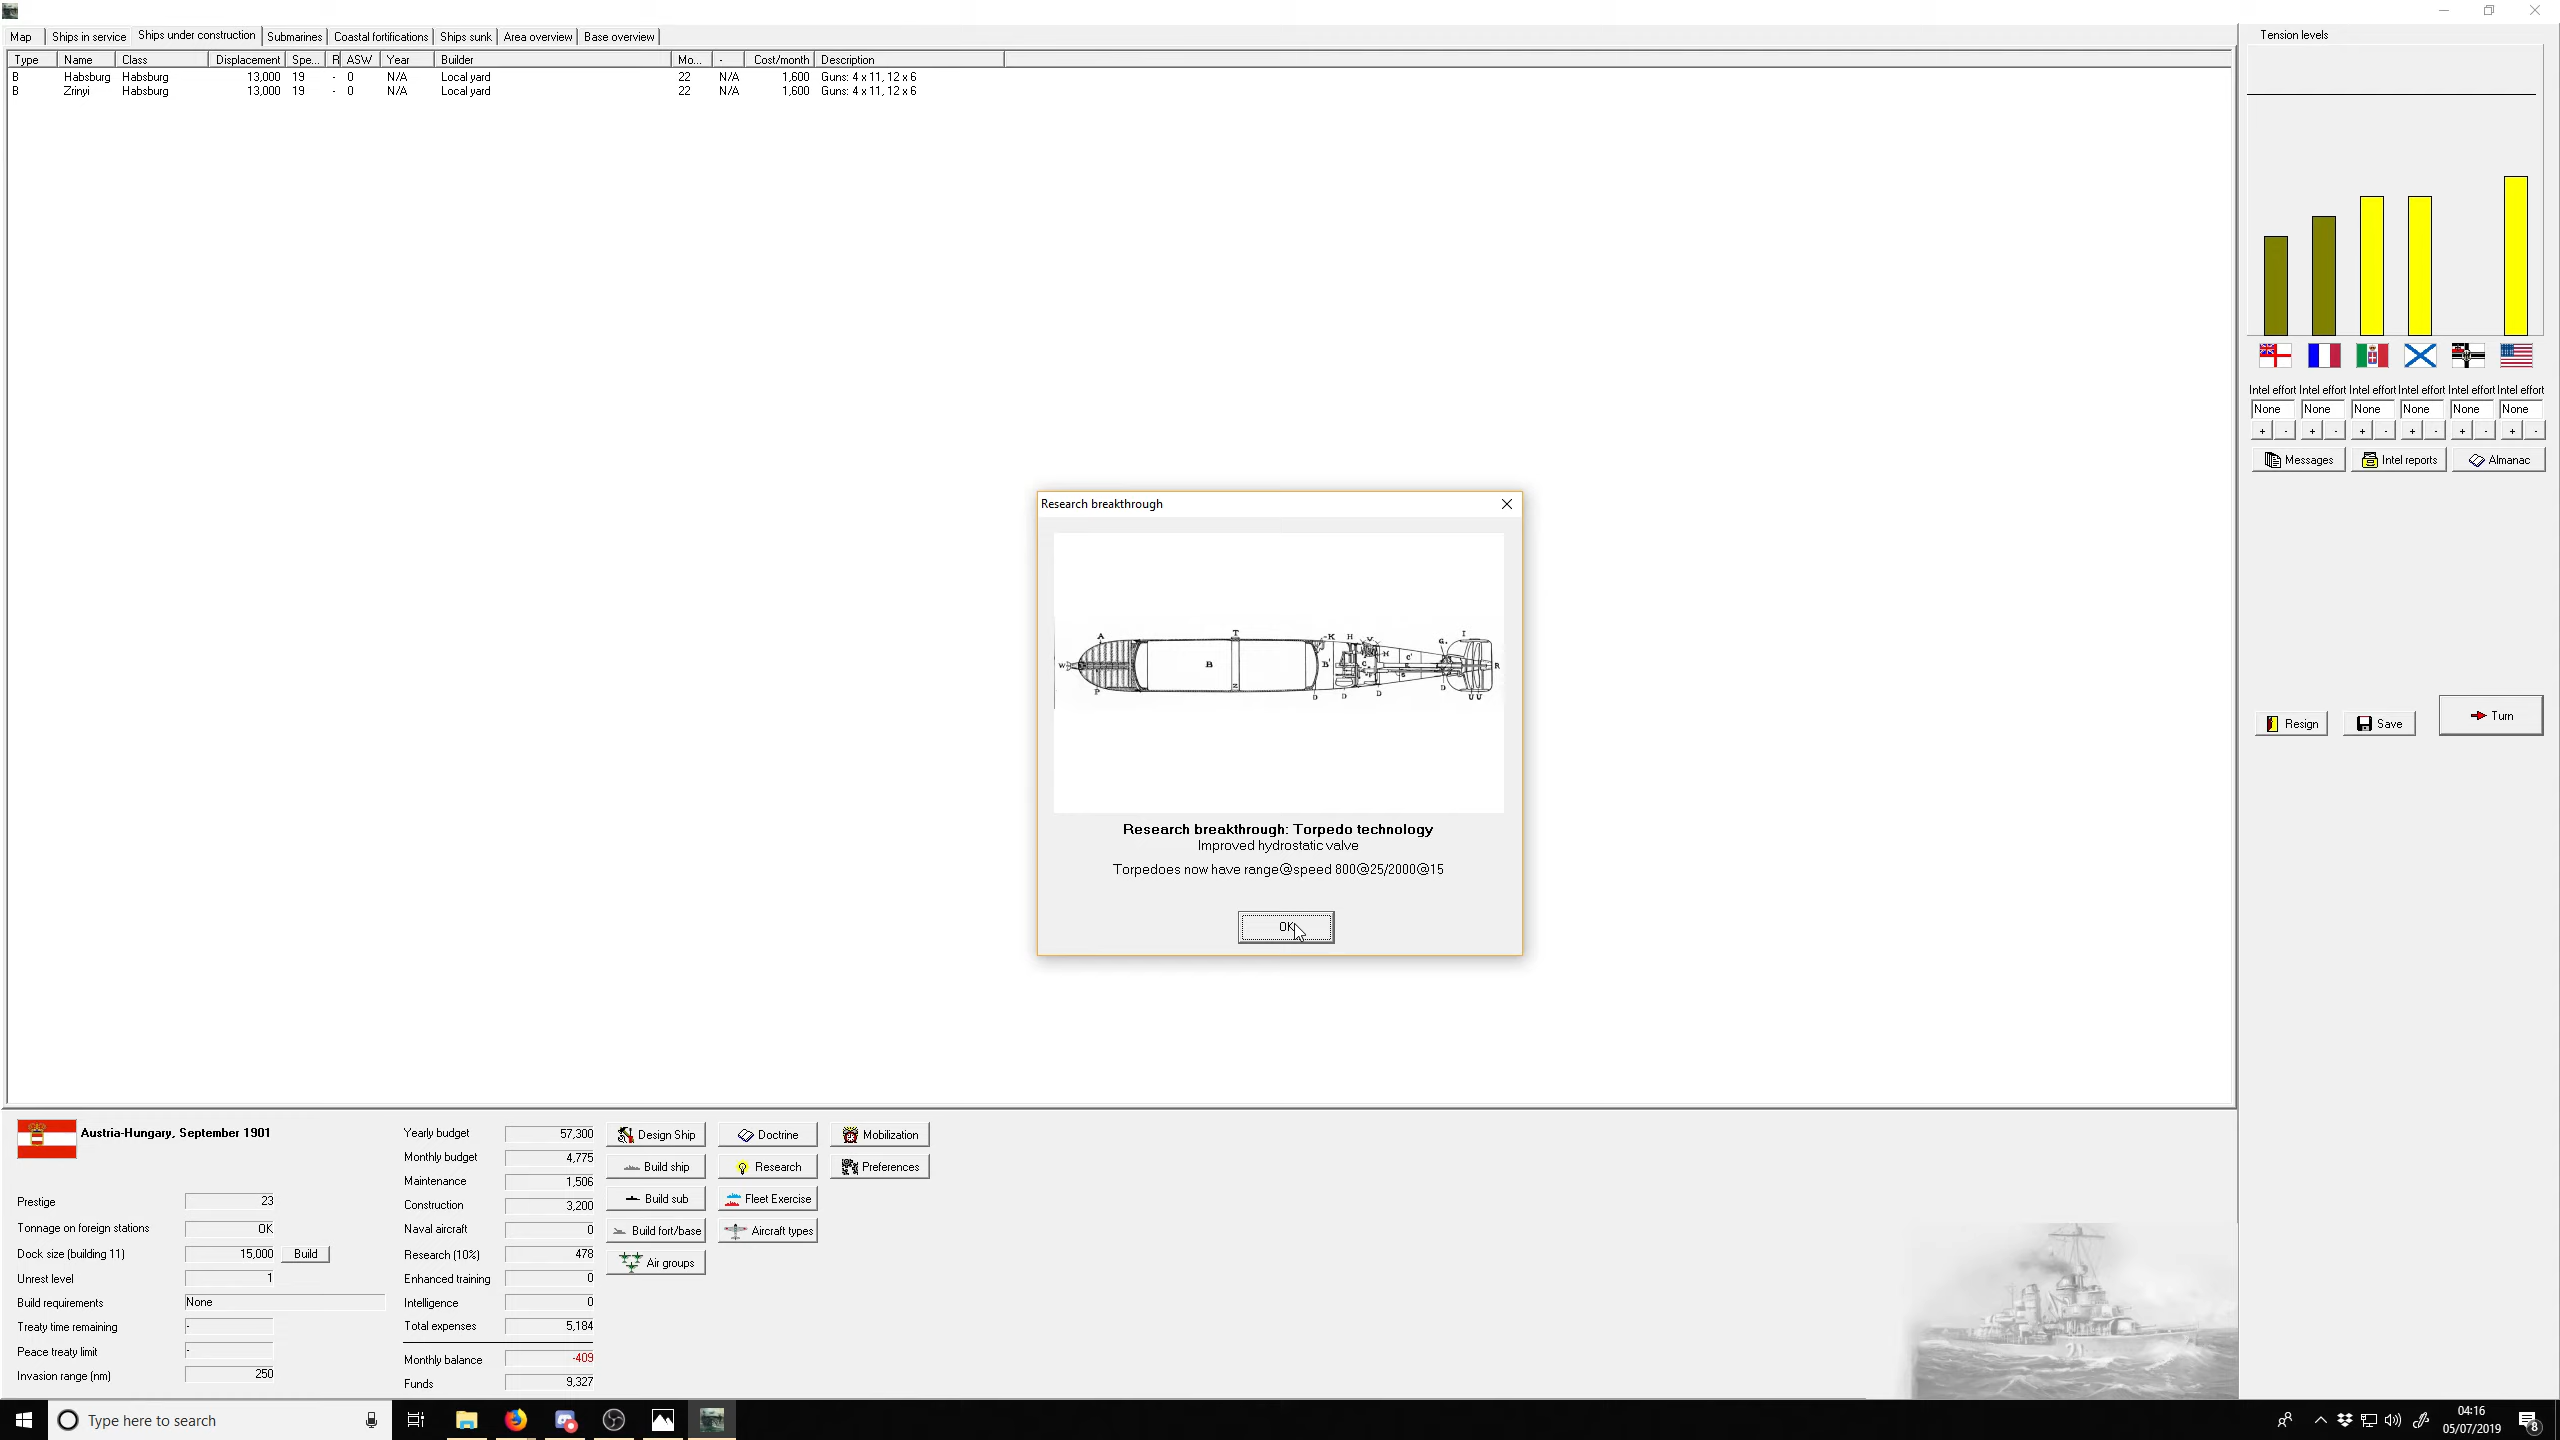 Map Ships in service Ships under construction Submarines Coastal fortifications Ships sunk Area overview Base overview
Type Name Class Displacement Spe... R ASW Year Builder Mo... - Cost/month Description
B Habsburg Habsburg 13,000 19 - 0 N/A Local yard 22 N/A 1,600 Guns: 4 x 11, 12 x 6
B Zrinyi Habsburg 13,000 19 - 0 N/A Local yard 22 N/A 1,600 Guns: 4 x 11, 12 x 6
Tension levels
Intel effort Intel effort Intel effort Intel effort Intel effort Intel effort
None None None None None None
+ - + - + - + - + - + -
Messages Intel reports Almanac
Resign Save Turn
Research breakthrough
A T K H V G. I
W B B' C C' R
P Z D D D D U U
Research breakthrough: Torpedo technology
Improved hydrostatic valve
Torpedoes now have range@speed 800@25/2000@15
OK
Austria-Hungary, September 1901
Prestige 23
Tonnage on foreign stations OK
Dock size (building 11) 15,000 Build
Unrest level 1
Build requirements None
Treaty time remaining -
Peace treaty limit -
Invasion range (nm) 250
Yearly budget 57,300
Monthly budget 4,775
Maintenance 1,506
Construction 3,200
Naval aircraft 0
Research (10%) 478
Enhanced training 0
Intelligence 0
Total expenses 5,184
Monthly balance -409
Funds 9,327
Design Ship Doctrine Mobilization
Build ship Research Preferences
Build sub Fleet Exercise
Build fort/base Aircraft types
Air groups
Type here to search
04:16
05/07/2019
8